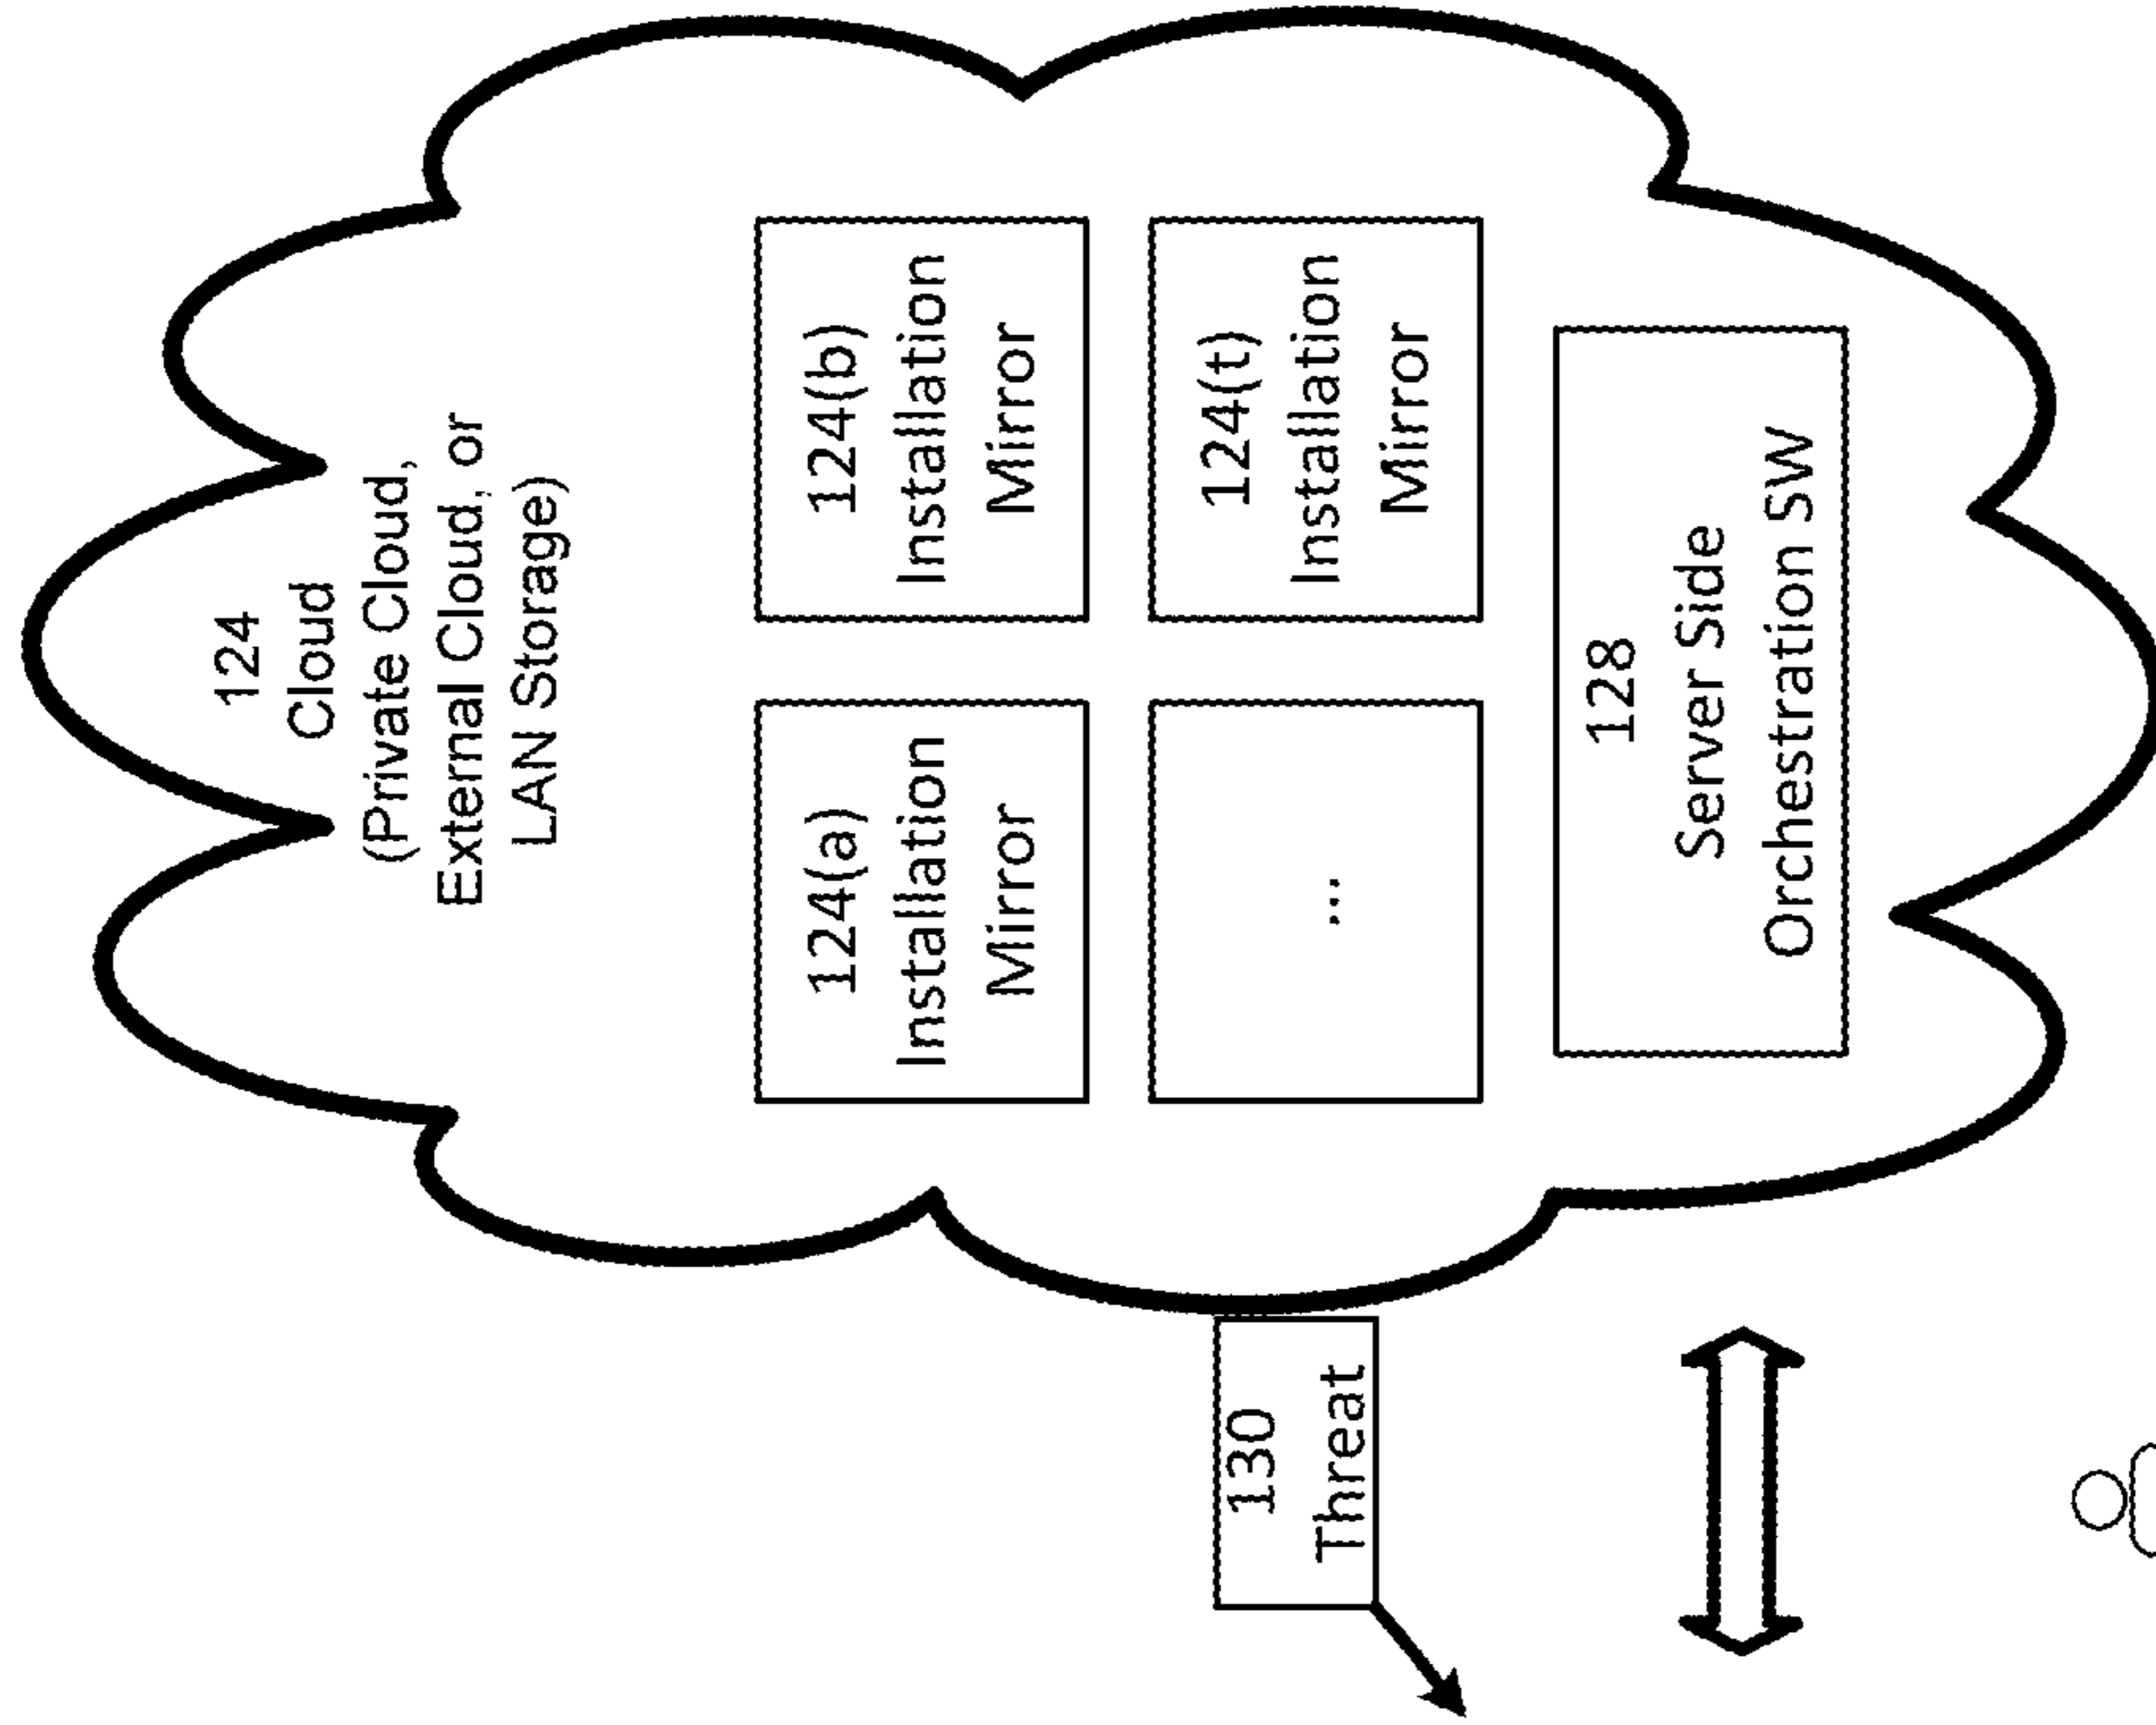 124
Cloud
(Private Cloud,
External Cloud, or
LAN Storage)
124(a)
Installation
Mirror
124(b)
Installation
Mirror
...
124(t)
Installation
Mirror
128
Server Side
Orchestration SW
130
Threat